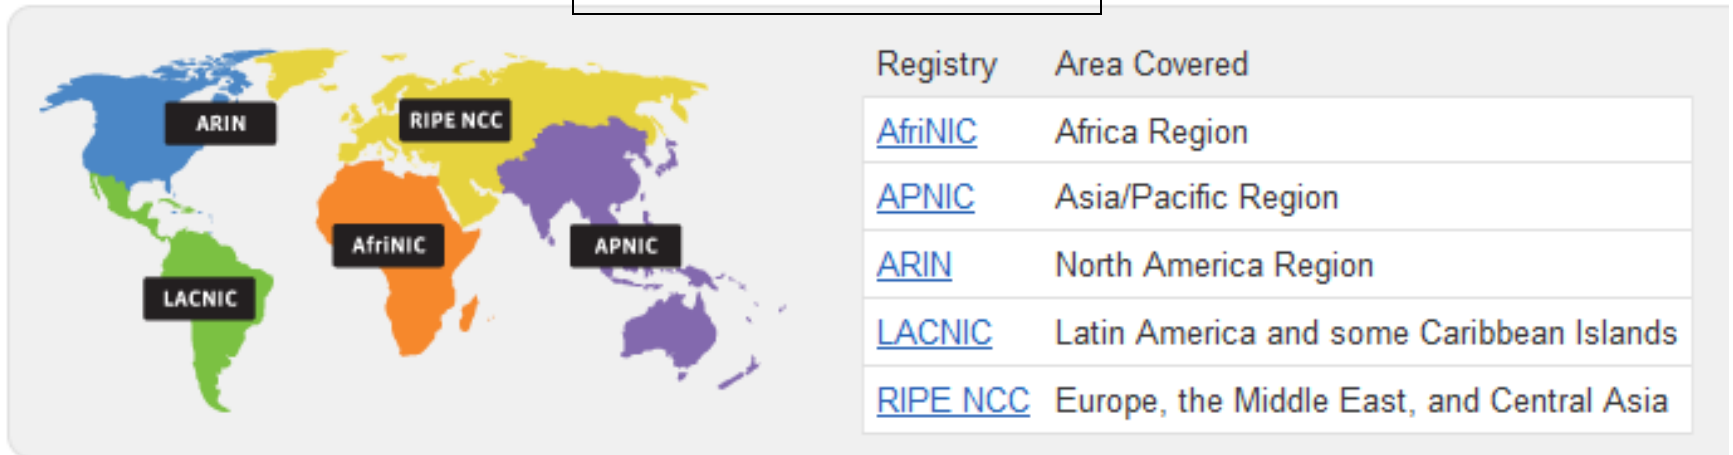 ARIN
RIPE NCC
AfriNIC
APNIC
LACNIC
Registry Area Covered
AfriNIC Africa Region
APNIC Asia/Pacific Region
ARIN North America Region
LACNIC Latin America and some Caribbean Islands
RIPE NCC Europe, the Middle East, and Central Asia